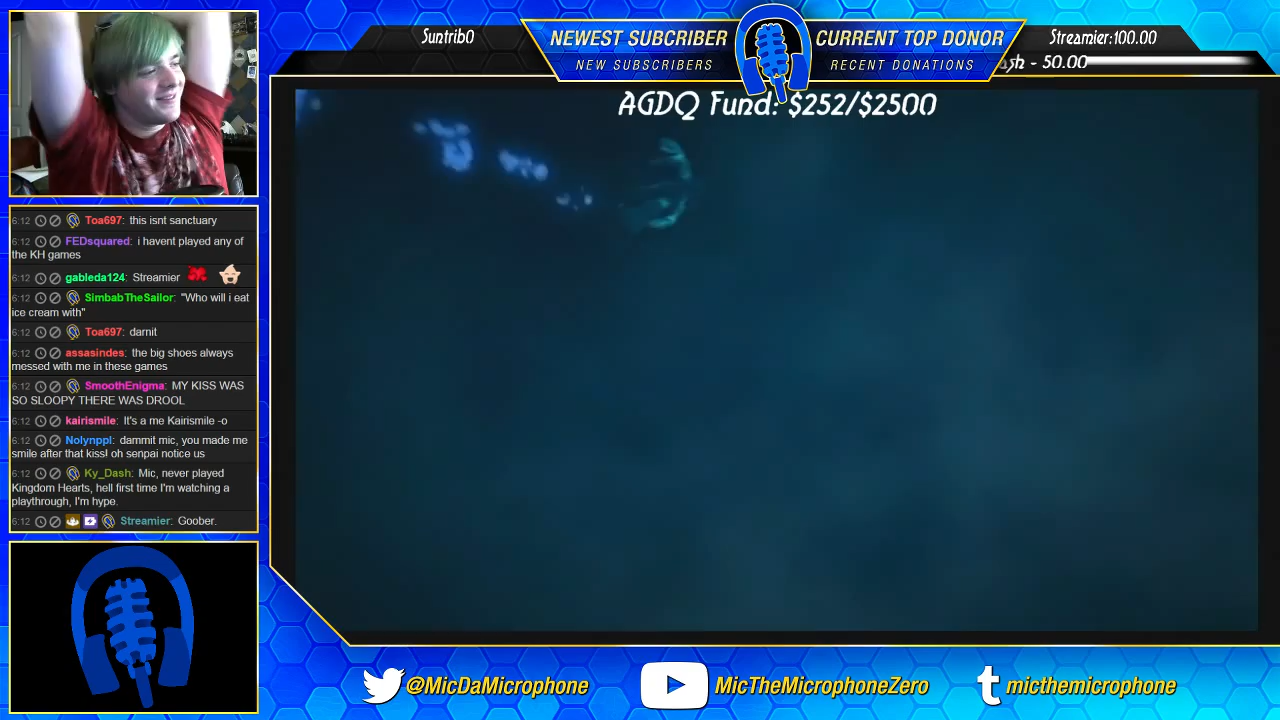 Suntrib0
NEWEST SUBCRIBER
NEW SUBSCRIBERS
CURRENT TOP DONOR
RECENT DONATIONS
Streamier:100.00
ash - 50.00
AGDQ Fund: $252/$2500
6:12 Toa697: this isnt sanctuary
6:12 FEDsquared: i havent played any of
the KH games
6:12 gableda124: Streamier
6:12 SimbabTheSailor: "Who will i eat
ice cream with"
6:12 Toa697: darnit
6:12 assasindes: the big shoes always
messed with me in these games
6:12 SmoothEnigma: MY KISS WAS
SO SLOOPY THERE WAS DROOL
6:12 kairismile: It's a me Kairismile -o
6:12 Nolynppl: dammit mic, you made me
smile after that kiss! oh senpai notice us
6:12 Ky_Dash: Mic, never played
Kingdom Hearts, hell first time I'm watching a
playthrough, I'm hype.
6:12 Streamier: Goober.
@MicDaMicrophone
MicTheMicrophoneZero
micthemicrophone